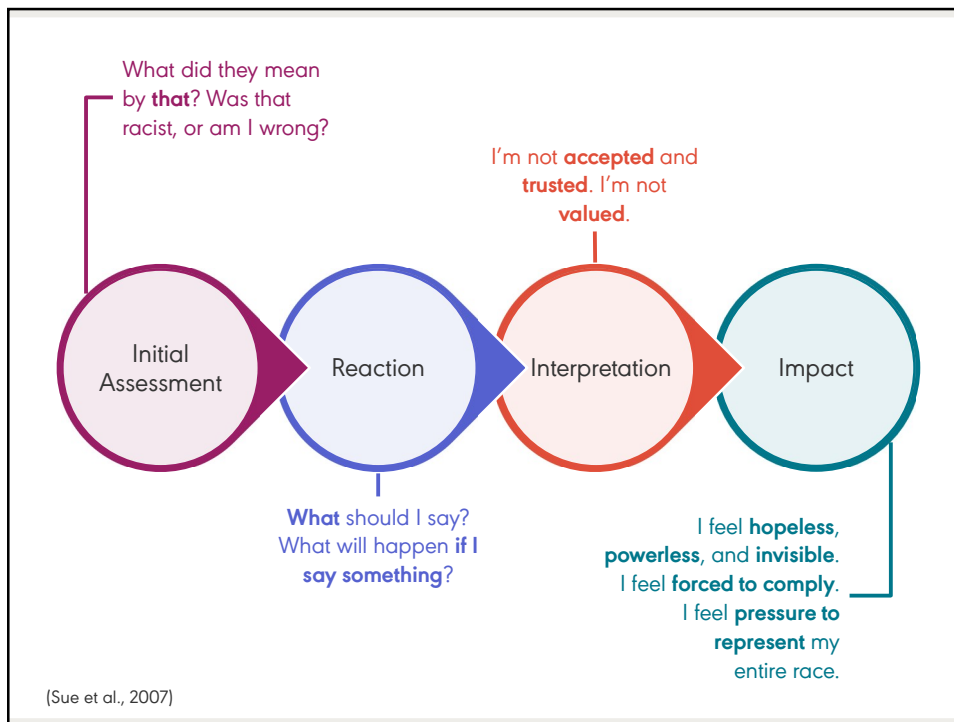 What did they mean
by that? Was that
racist, or am I wrong?
I'm not accepted and
trusted. I'm not
valued.
Initial
Assessment
Reaction
Interpretation
Impact
What should I say?
What will happen if I
say something?
I feel hopeless,
powerless, and invisible.
I feel forced to comply.
I feel pressure to
represent my
entire race.
(Sue et al., 2007)